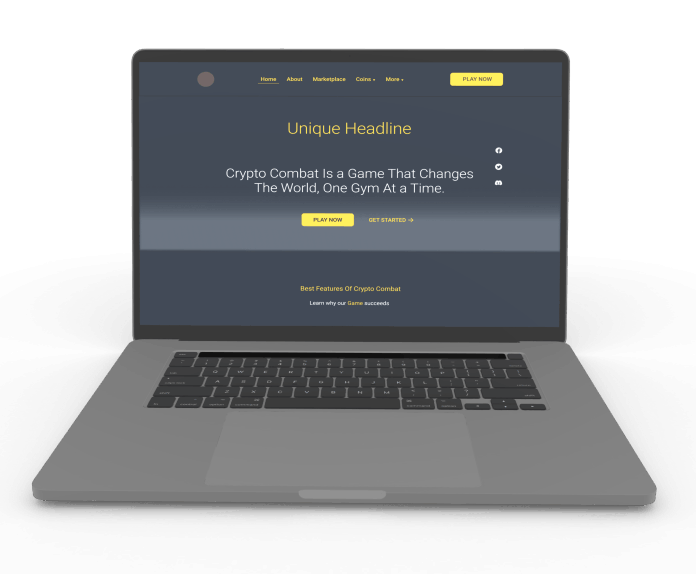 Home About Marketplace Coins More PLAY NOW
Unique Headline
Crypto Combat Is a Game That Changes
The World, One Gym At a Time.
PLAY NOW GET STARTED →
Best Features Of Crypto Combat
Learn why our Game succeeds